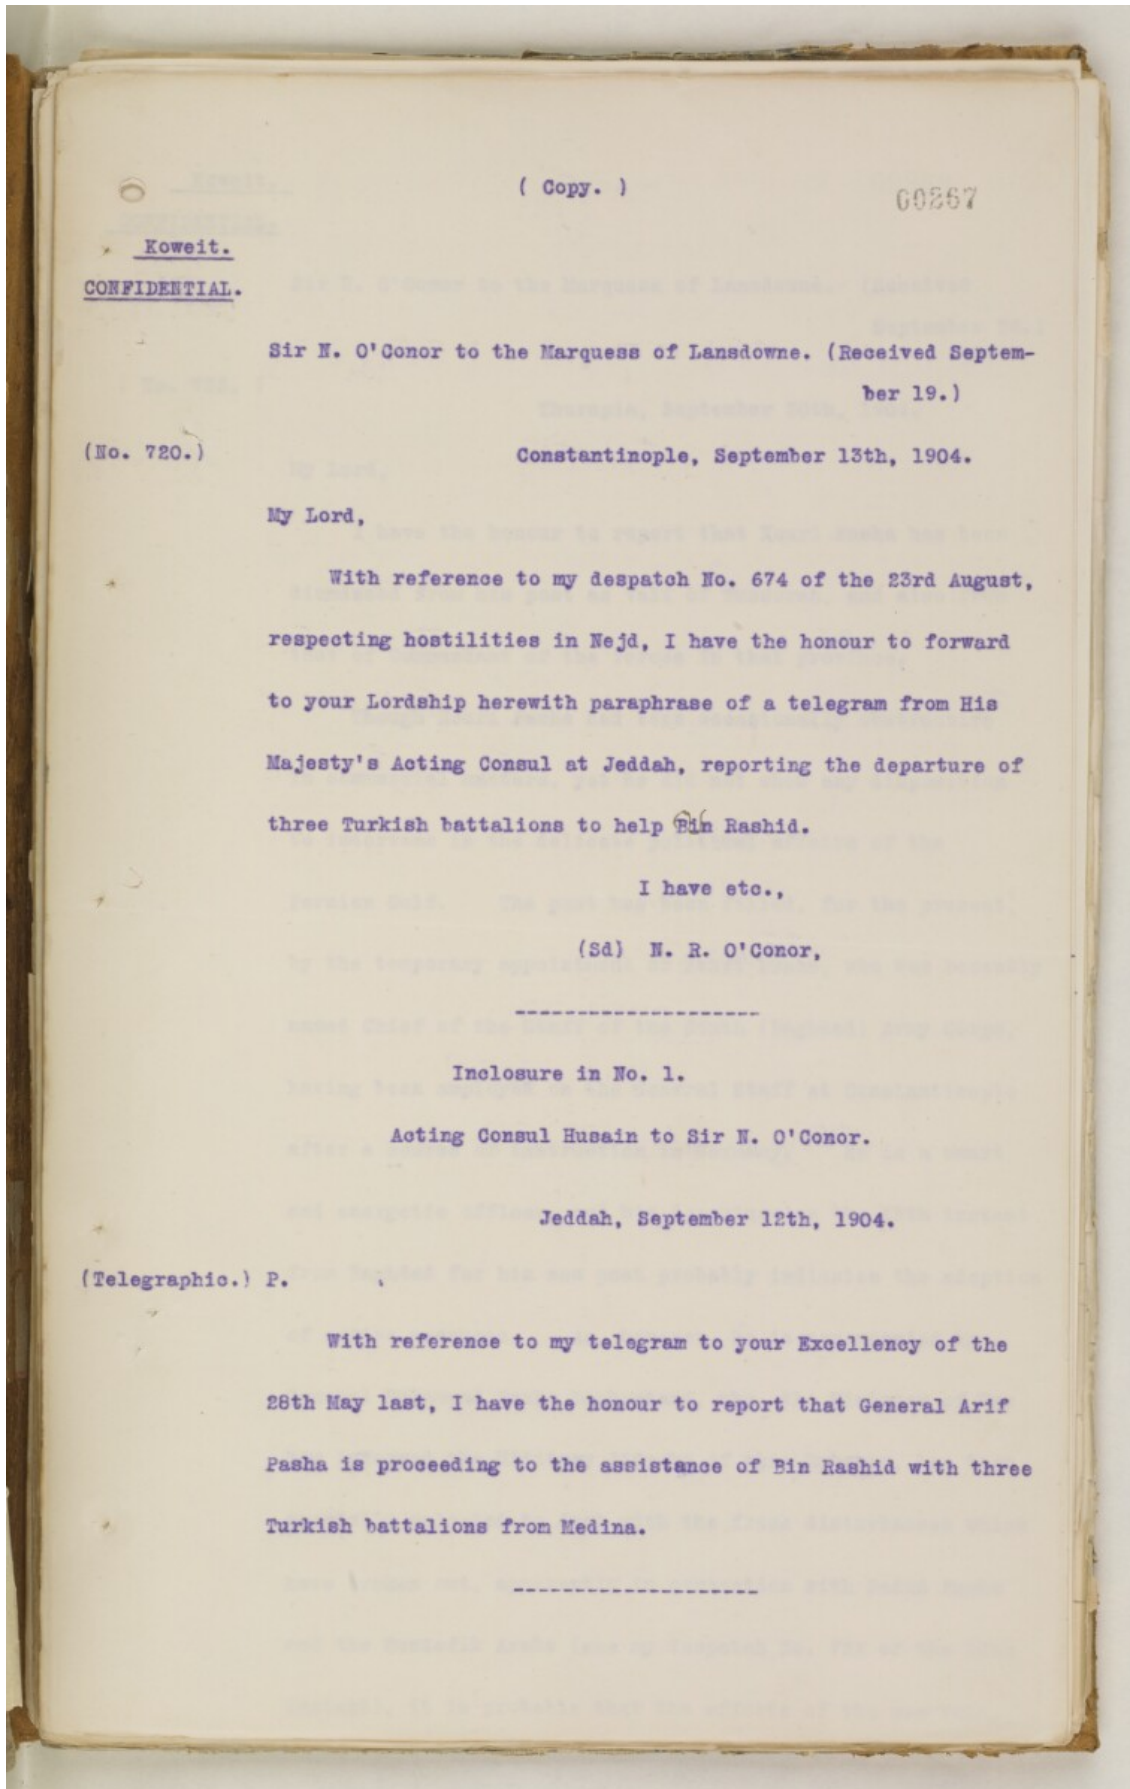 ( Copy. )
00267
Koweit.
CONFIDENTIAL.
Sir N. O'Conor to the Marquess of Lansdowne. (Received Septem-
ber 19.)
(No. 720.)
Constantinople, September 13th, 1904.
My Lord,
With reference to my despatch No. 674 of the 23rd August,
respecting hostilities in Nejd, I have the honour to forward
to your Lordship herewith paraphrase of a telegram from His
Majesty's Acting Consul at Jeddah, reporting the departure of
three Turkish battalions to help Bin Rashid.
I have etc.,
(Sd) N. R. O'Conor,
--------------------
Inclosure in No. 1.
Acting Consul Husain to Sir N. O'Conor.
Jeddah, September 12th, 1904.
(Telegraphic.) P.
With reference to my telegram to your Excellency of the
28th May last, I have the honour to report that General Arif
Pasha is proceeding to the assistance of Bin Rashid with three
Turkish battalions from Medina.
--------------------